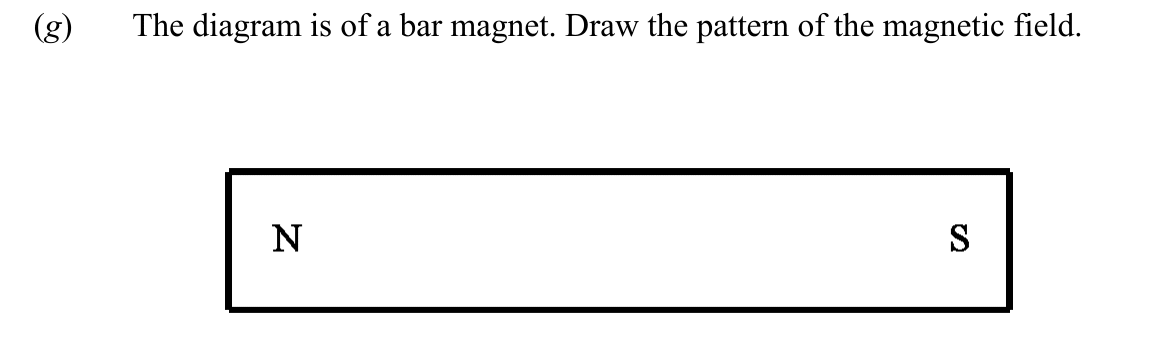 (g) The diagram is of a bar magnet. Draw the pattern of the magnetic field.
N S